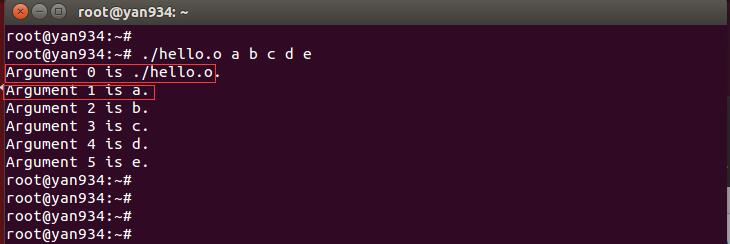 root@yan934: ~
root@yan934:~#
root@yan934:~# ./hello.o a b c d e
Argument 0 is ./hello.o.
Argument 1 is a.
Argument 2 is b.
Argument 3 is c.
Argument 4 is d.
Argument 5 is e.
root@yan934:~#
root@yan934:~#
root@yan934:~#
root@yan934:~#